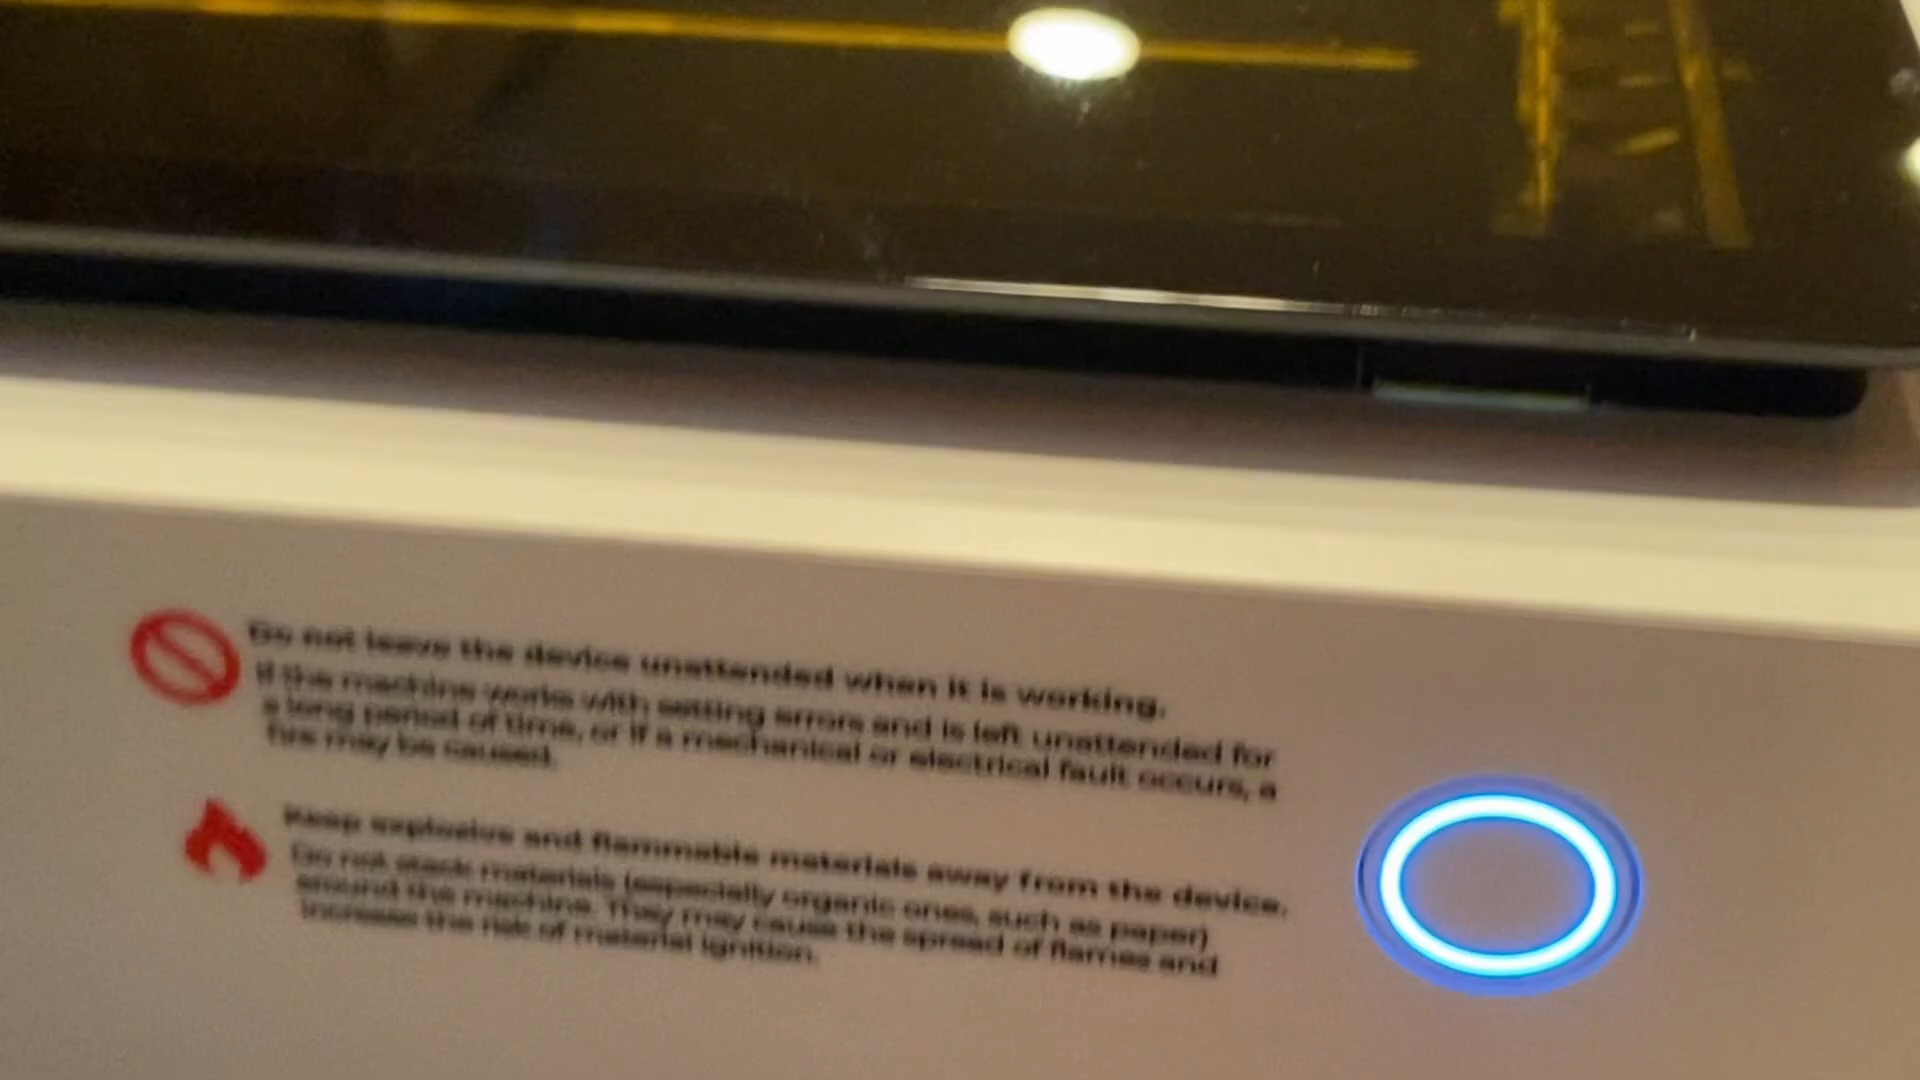 Do not leave the device unattended when it is working.
If the machine works with setting errors and is left unattended for
a long period of time, or if a mechanical or electrical fault occurs, a
fire may be caused.
Keep explosive and flammable materials away from the device.
Do not stack materials (especially organic ones, such as paper)
around the machine. They may cause the spread of flames and
increase the risk of material ignition.